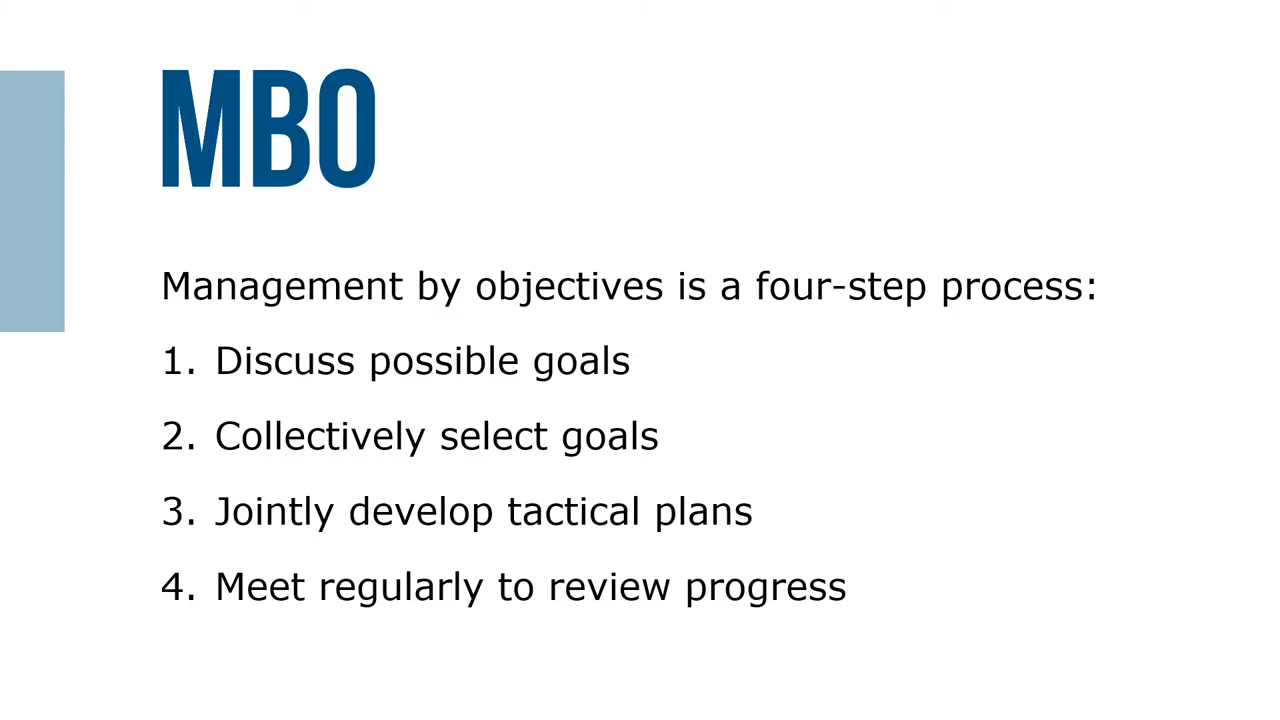 MBO
Management by objectives is a four-step process:
1. Discuss possible goals
2. Collectively select goals
3. Jointly develop tactical plans
4. Meet regularly to review progress